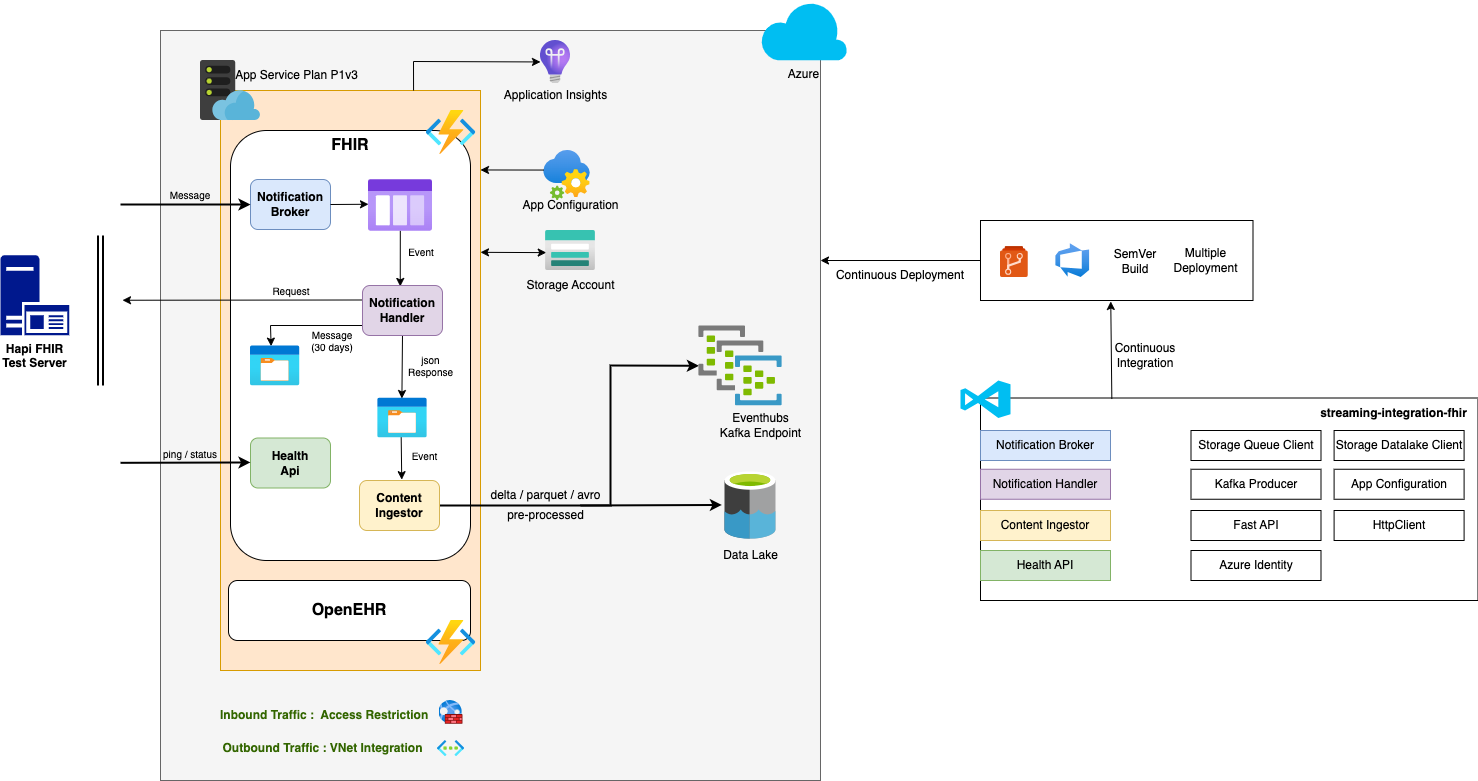 Azure
App Service Plan P1v3
Application Insights
FHIR
Message
Notification
Broker
App Configuration
Event
Storage Account
Request
Notification
Handler
Message
(30 days)
json
Response
Hapi FHIR
Test Server
Event
ping / status
Health
Api
Content
Ingestor
delta / parquet / avro
pre-processed
Eventhubs
Kafka Endpoint
Data Lake
OpenEHR
Inbound Traffic : Access Restriction
Outbound Traffic : VNet Integration
Continuous Deployment
SemVer
Build
Multiple
Deployment
Continuous
Integration
streaming-integration-fhir
Notification Broker
Storage Queue Client
Storage Datalake Client
Notification Handler
Kafka Producer
App Configuration
Content Ingestor
Fast API
HttpClient
Health API
Azure Identity